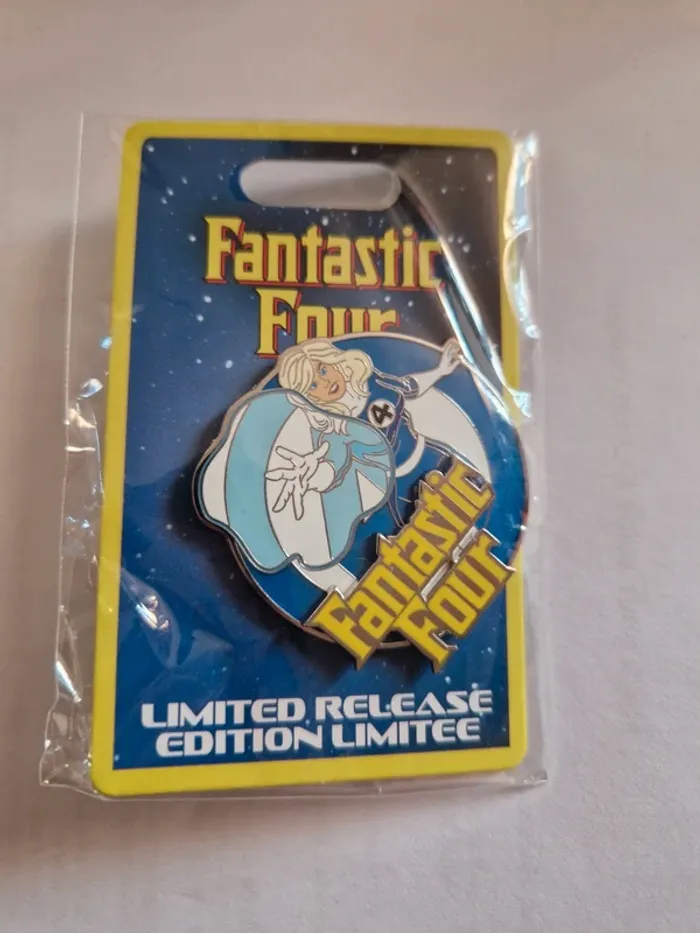 Fantastic
Four
4
Fantastic
Four
LIMITED RELEASE
EDITION LIMITEE